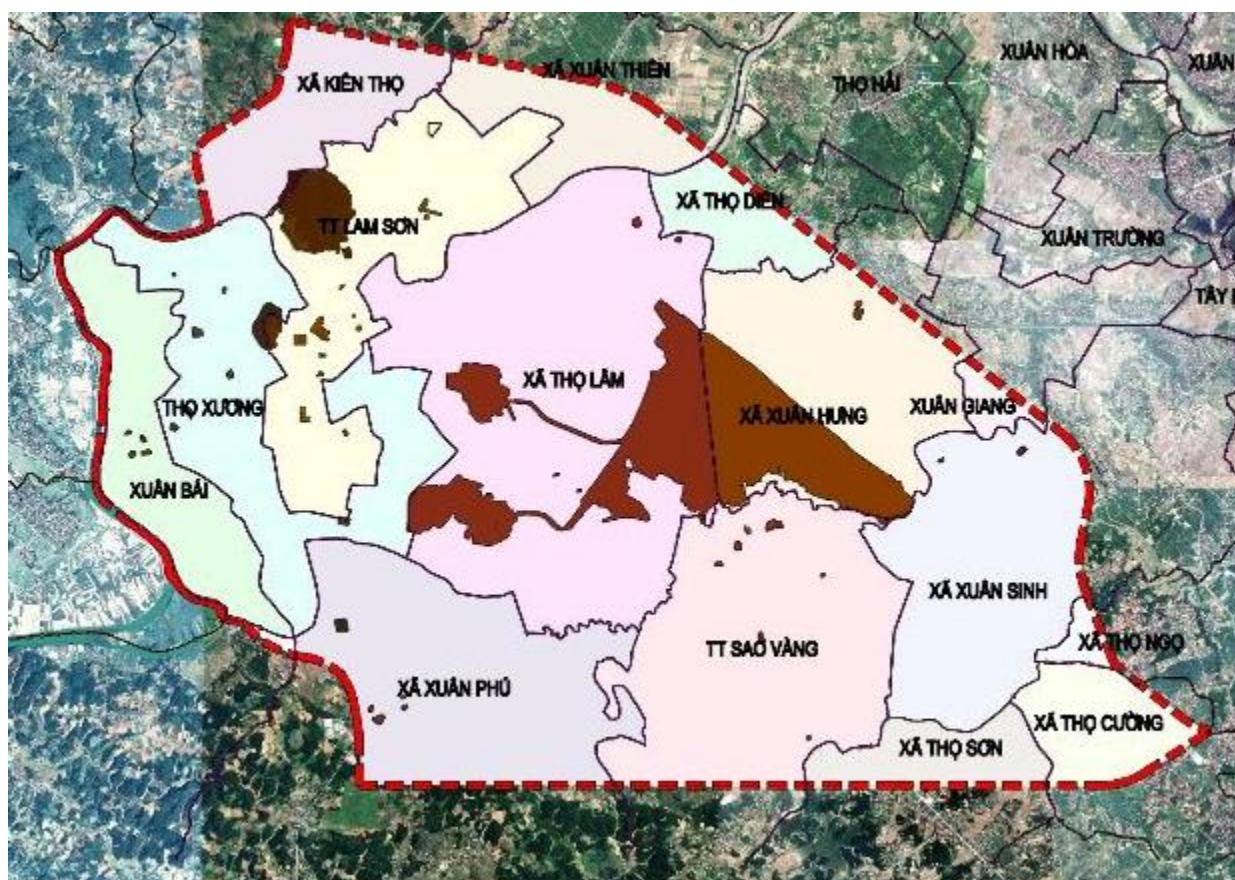 XUÂN HÒA
XUÂN
XÃ XUÂN THIÊN
XÃ KIÊN THỌ
THỌ HẢI
XÃ THỌ DIÊN
TT LAM SƠN
XUÂN TRƯỜNG
TÂY
XÃ THỌ LÂM
THỌ XƯƠNG
XÃ XUÂN HƯNG
XUÂN GIANG
XUÂN BÁI
XÃ XUÂN SINH
TT SAO VÀNG
XÃ THỌ NGỌ
XÃ XUÂN PHÚ
XÃ THỌ CƯỜNG
XÃ THỌ SƠN